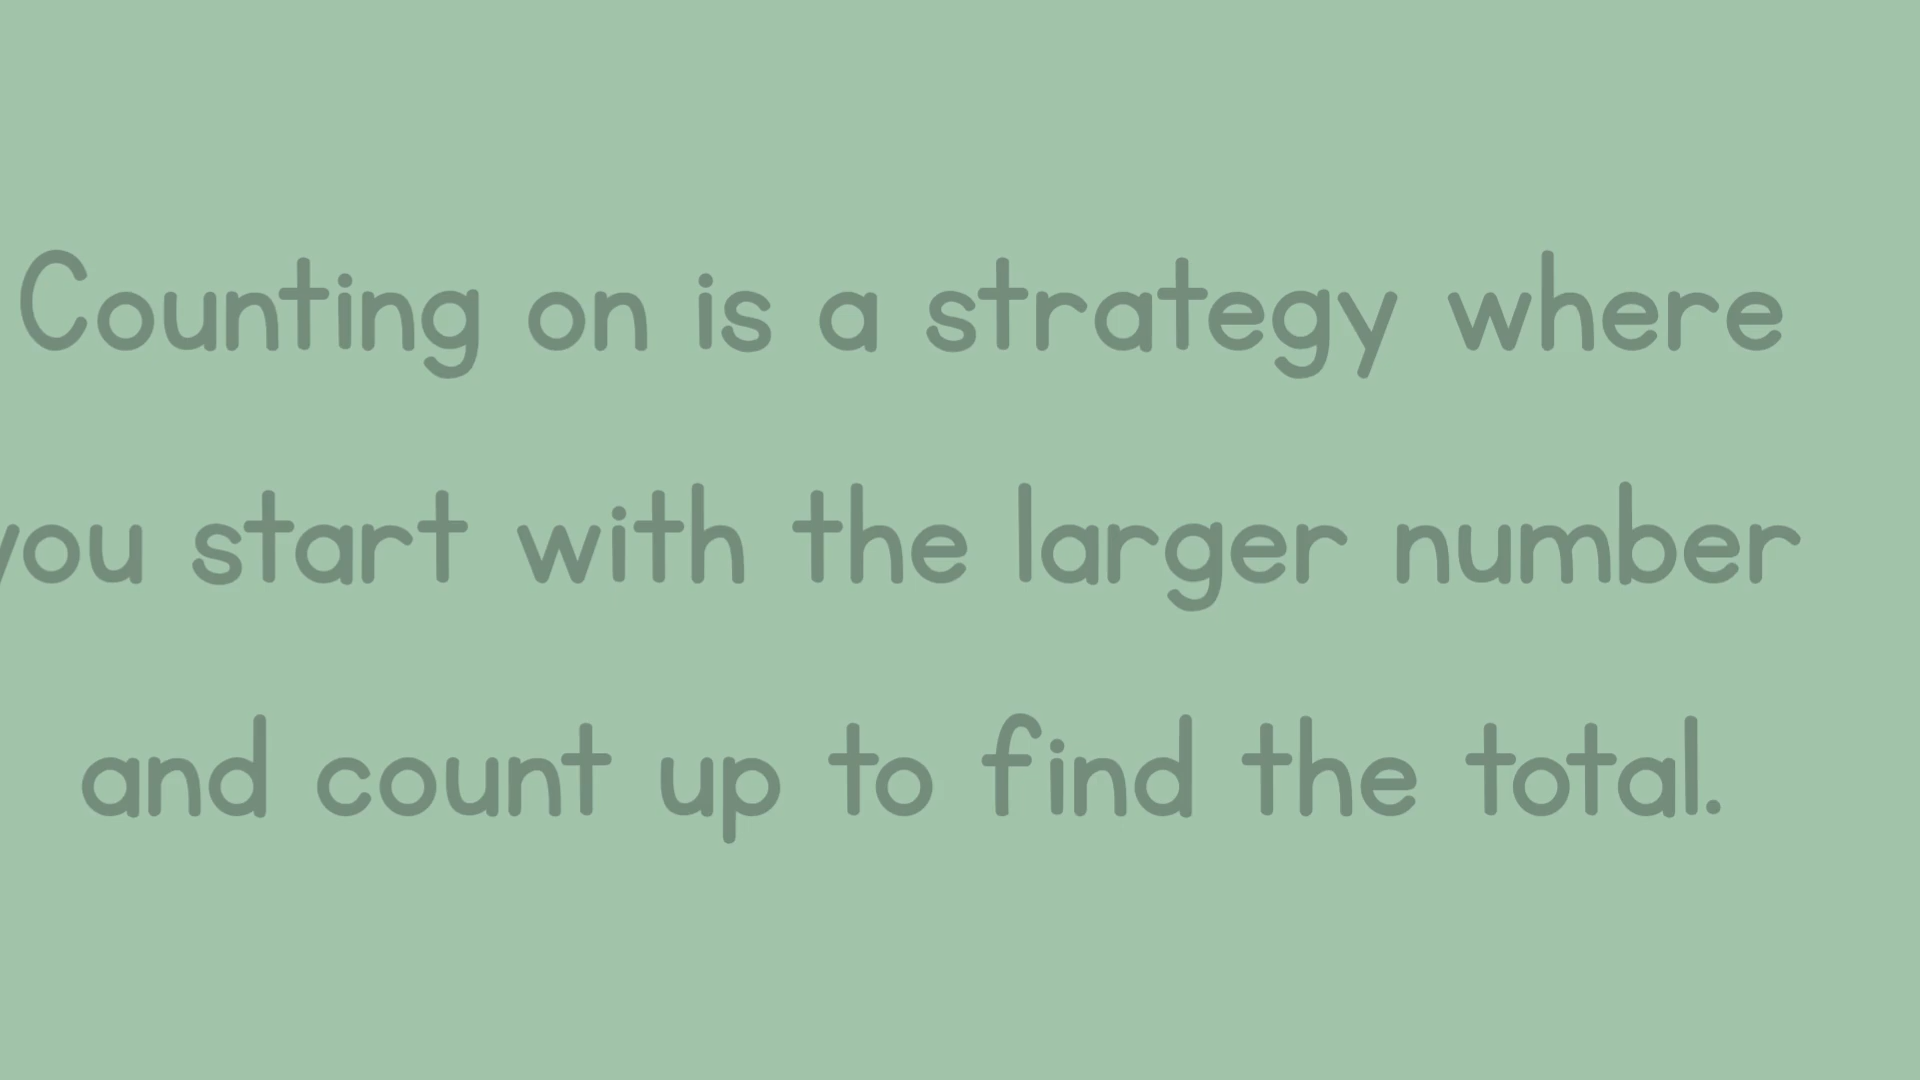 Counting on is a strategy where
you start with the larger number
and count up to find the total.